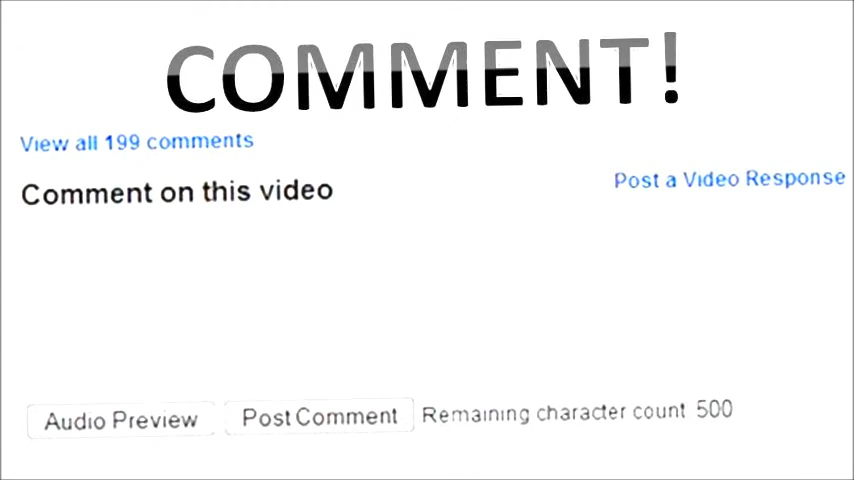 COMMENT!
View all 199 comments
Comment on this video
Post a Video Response
Audio Preview
Post Comment
Remaining character count 500